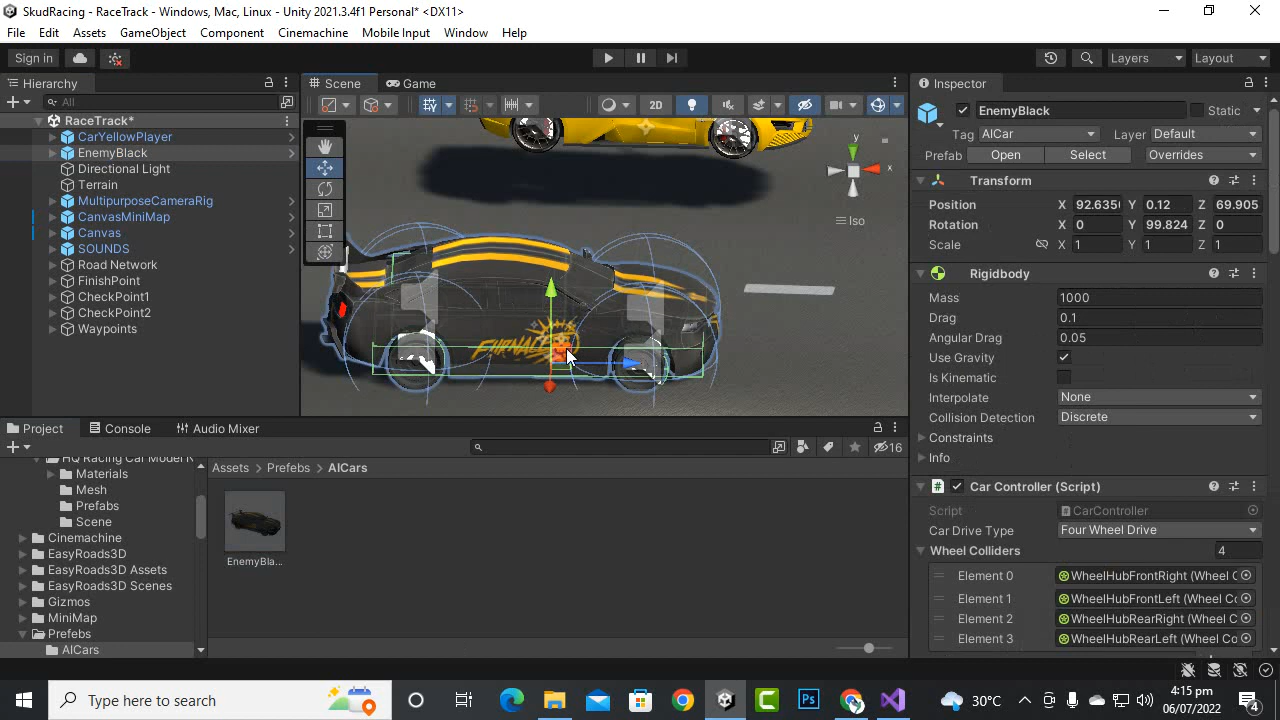 SkudRacing - RaceTrack - Windows, Mac, Linux - Unity 2021.3.4f1 Personal* <DX11>
File Edit Assets GameObject Component Cinemachine Mobile Input Window Help
Sign in Layers Layout
Hierarchy
All
RaceTrack*
CarYellowPlayer
EnemyBlack
Directional Light
Terrain
MultipurposeCameraRig
CanvasMiniMap
Canvas
SOUNDS
Road Network
FinishPoint
CheckPoint1
CheckPoint2
Waypoints
Scene Game
2D
y
x
Iso
Inspector
EnemyBlack Static
Tag AICar Layer Default
Prefab Open Select Overrides
Transform
Position X 92.635 Y 0.12 Z 69.905
Rotation X 0 Y 99.824 Z 0
Scale X 1 Y 1 Z 1
Rigidbody
Mass 1000
Drag 0.1
Angular Drag 0.05
Use Gravity
Is Kinematic
Interpolate None
Collision Detection Discrete
Constraints
Info
Car Controller (Script)
Script CarController
Car Drive Type Four Wheel Drive
Wheel Colliders 4
Element 0 WheelHubFrontRight (Wheel C
Element 1 WheelHubFrontLeft (Wheel Co
Element 2 WheelHubRearRight (Wheel C
Element 3 WheelHubRearLeft (Wheel Co
Project Console Audio Mixer
16
HQ Racing Car Model
Materials
Mesh
Prefabs
Scene
Cinemachine
EasyRoads3D
EasyRoads3D Assets
EasyRoads3D Scenes
Gizmos
MiniMap
Prefebs
AICars
Assets > Prefebs > AICars
EnemyBla...
Type here to search
Ps
30°C
4:15 pm
06/07/2022
4